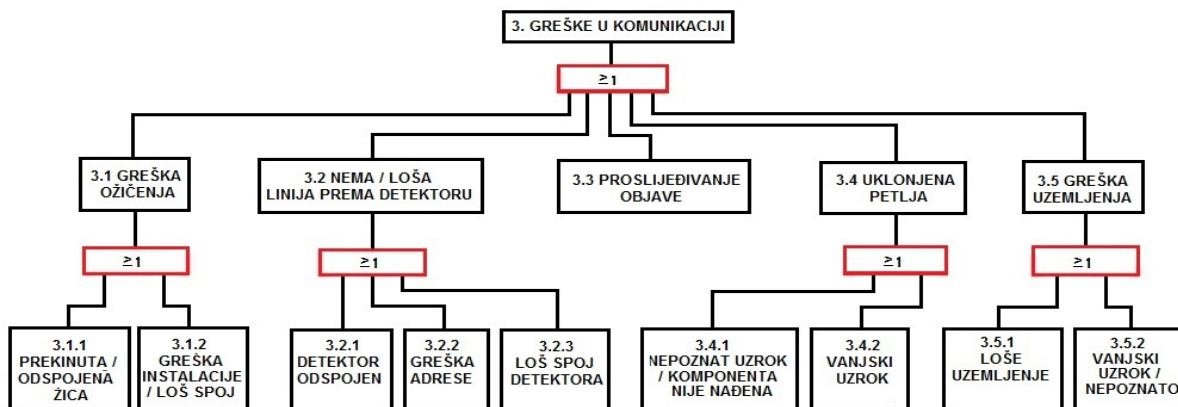 3. GREŠKE U KOMUNIKACIJI
≥1
3.1 GREŠKA
OŽIČENJA
3.2 NEMA / LOŠA
LINIJA PREMA DETEKTORU
3.3 PROSLIJEĐIVANJE
OBJAVE
3.4 UKLONJENA
PETLJA
3.5 GREŠKA
UZEMLJENJA
≥1
≥1
≥1
≥1
3.1.1
PREKINUTA /
ODSPOJENA
ŽICA
3.1.2
GREŠKA
INSTALACIJE
/ LOŠ SPOJ
3.2.1
DETEKTOR
ODSPOJEN
3.2.2
GREŠKA
ADRESE
3.2.3
LOŠ SPOJ
DETEKTORA
3.4.1
NEPOZNAT UZROK
/ KOMPONENTA
NIJE NAĐENA
3.4.2
VANJSKI
UZROK
3.5.1
LOŠE
UZEMLJENJE
3.5.2
VANJSKI
UZROK /
NEPOZNATO